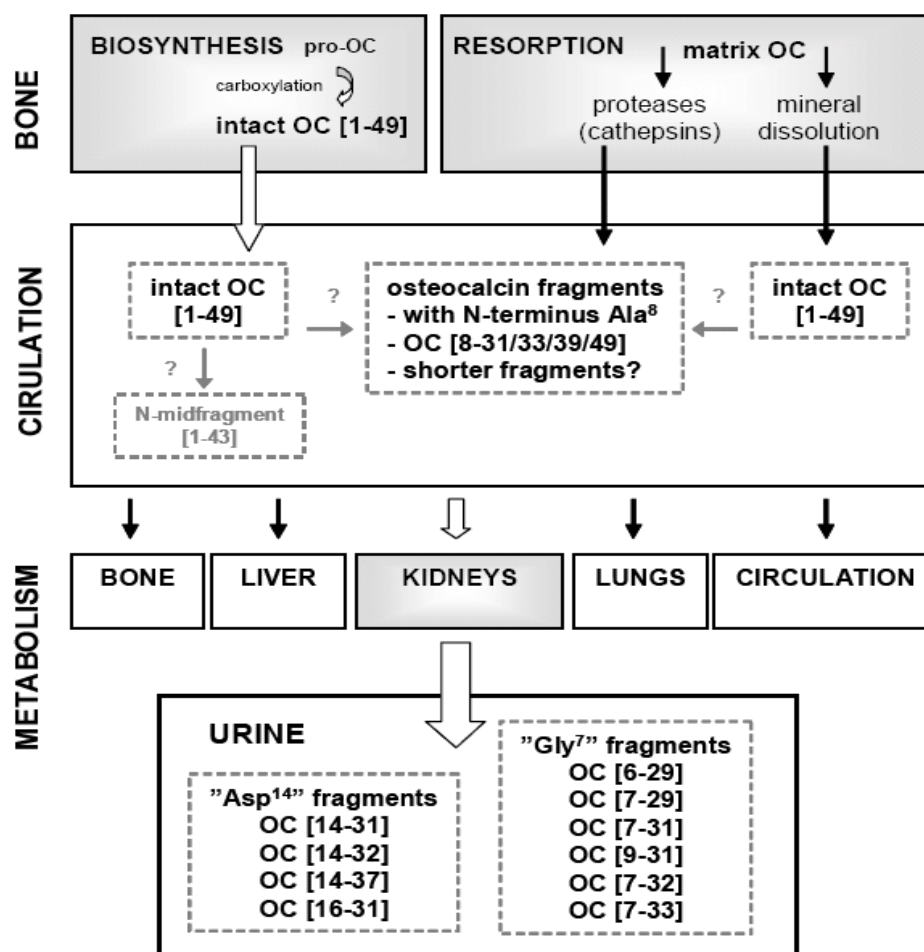 BONE
BIOSYNTHESIS pro-OC
carboxylation
intact OC [1-49]
RESORPTION
matrix OC
proteases
(cathepsins)
mineral
dissolution
CIRULATION
intact OC
[1-49]
?
?
N-midfragment
[1-43]
osteocalcin fragments
- with N-terminus Ala⁸
- OC [8-31/33/39/49]
- shorter fragments?
?
intact OC
[1-49]
METABOLISM
BONE
LIVER
KIDNEYS
LUNGS
CIRCULATION
URINE
”Asp¹⁴” fragments
OC [14-31]
OC [14-32]
OC [14-37]
OC [16-31]
”Gly⁷” fragments
OC [6-29]
OC [7-29]
OC [7-31]
OC [9-31]
OC [7-32]
OC [7-33]